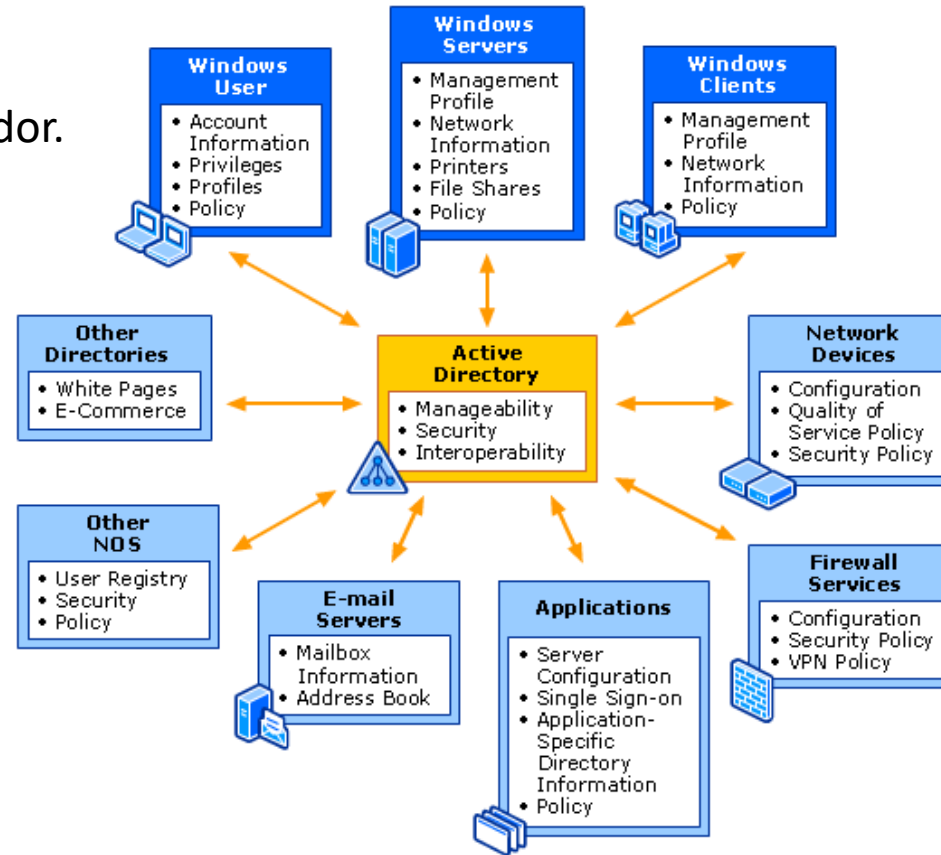 dor.
Windows
User
• Account
Information
• Privileges
• Profiles
• Policy
Windows
Servers
• Management
Profile
• Network
Information
• Printers
• File Shares
• Policy
Windows
Clients
• Management
Profile
• Network
Information
• Policy
Other
Directories
• White Pages
• E-Commerce
Active
Directory
• Manageability
• Security
• Interoperability
Network
Devices
• Configuration
• Quality of
Service Policy
• Security Policy
Other
NOS
• User Registry
• Security
• Policy
E-mail
Servers
• Mailbox
Information
• Address Book
Applications
• Server
Configuration
• Single Sign-on
• Application-
Specific
Directory
Information
• Policy
Firewall
Services
• Configuration
• Security Policy
• VPN Policy